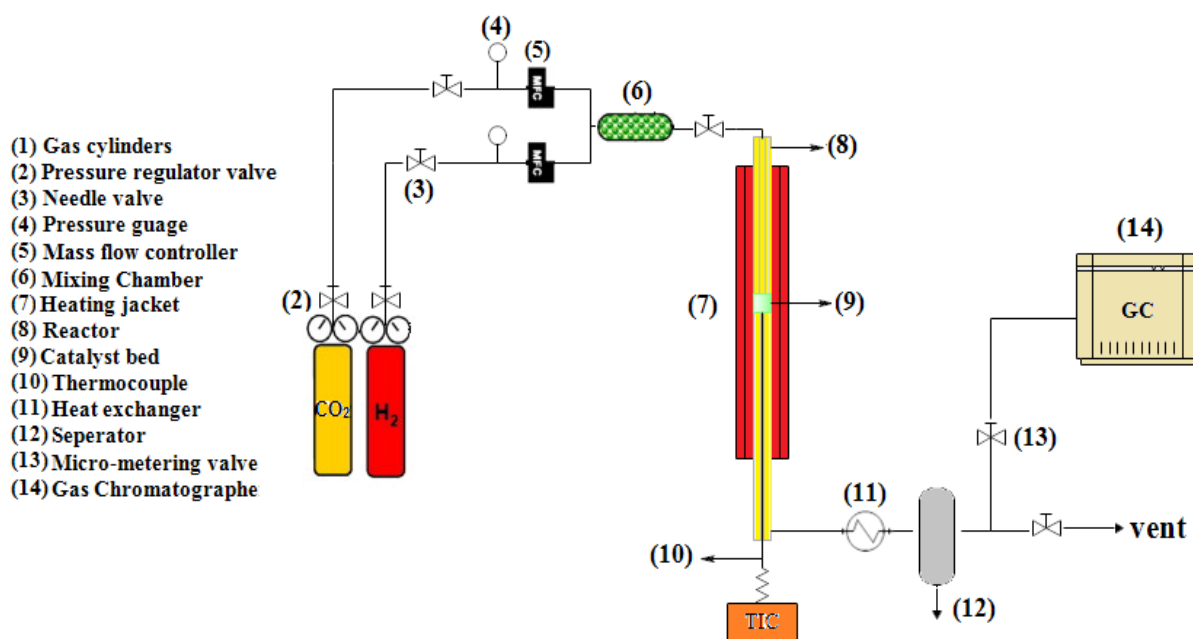 (1) Gas cylinders
(2) Pressure regulator valve
(3) Needle valve
(4) Pressure guage
(5) Mass flow controller
(6) Mixing Chamber
(7) Heating jacket
(8) Reactor
(9) Catalyst bed
(10) Thermocouple
(11) Heat exchanger
(12) Seperator
(13) Micro-metering valve
(14) Gas Chromatographe
(4)
(5)
MFC
(6)
MFC
(3)
(8)
(2)
CO₂
H₂
(7)
(9)
(14)
GC
(13)
(11)
vent
(10)
(12)
TIC